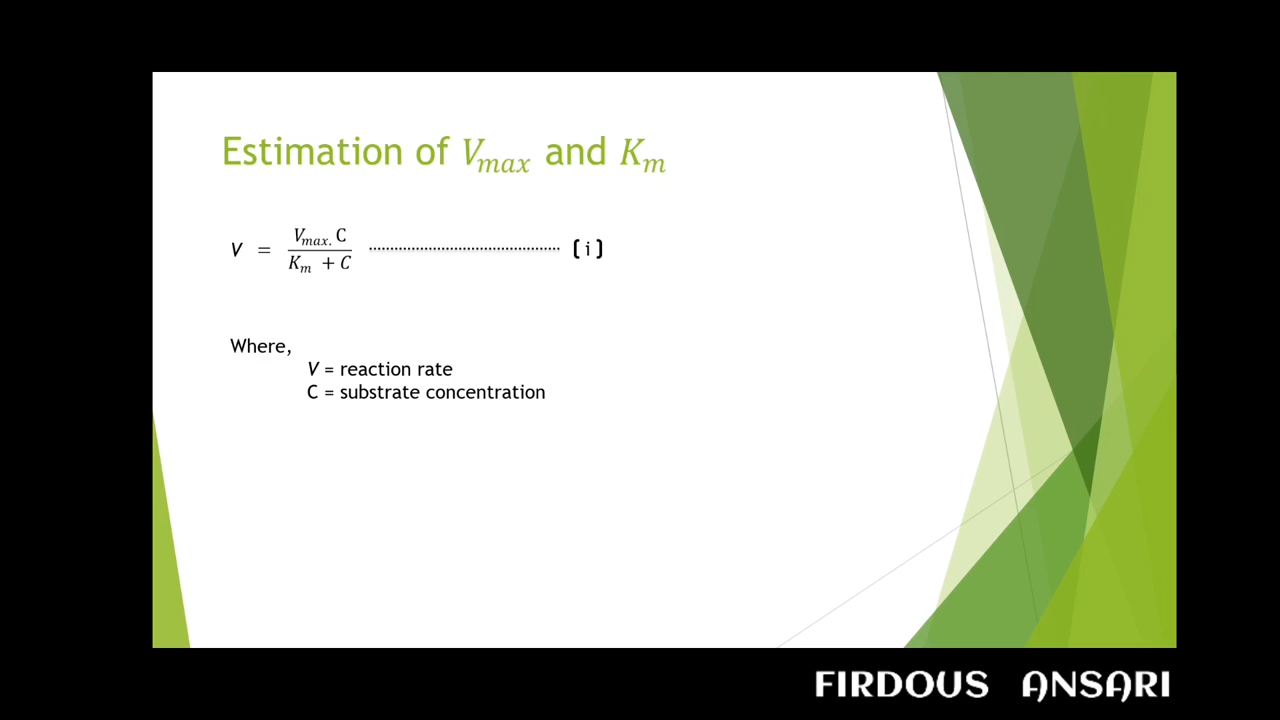 Estimation of Vmax and Km
V = Vmax. C / Km + C ............................................. (i)
Where,
V = reaction rate
C = substrate concentration
FIRDOUS ANSARI